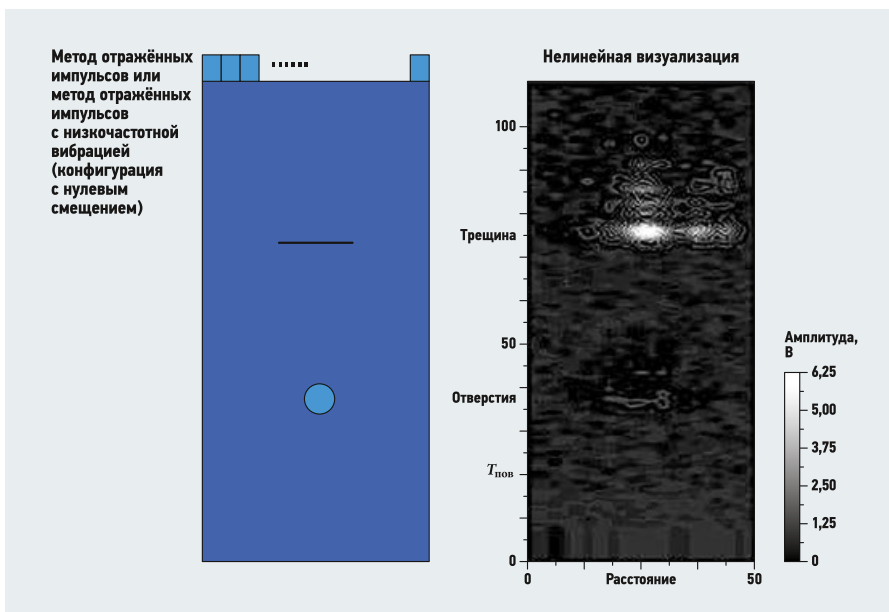 Метод отражённых
импульсов или
метод отражённых
импульсов
с низкочастотной
вибрацией
(конфигурация
с нулевым
смещением)
Нелинейная визуализация
100
Трещина
50
Отверстия
Tпов
0
0
Расстояние
50
Амплитуда,
В
6,25
5,00
3,75
2,50
1,25
0